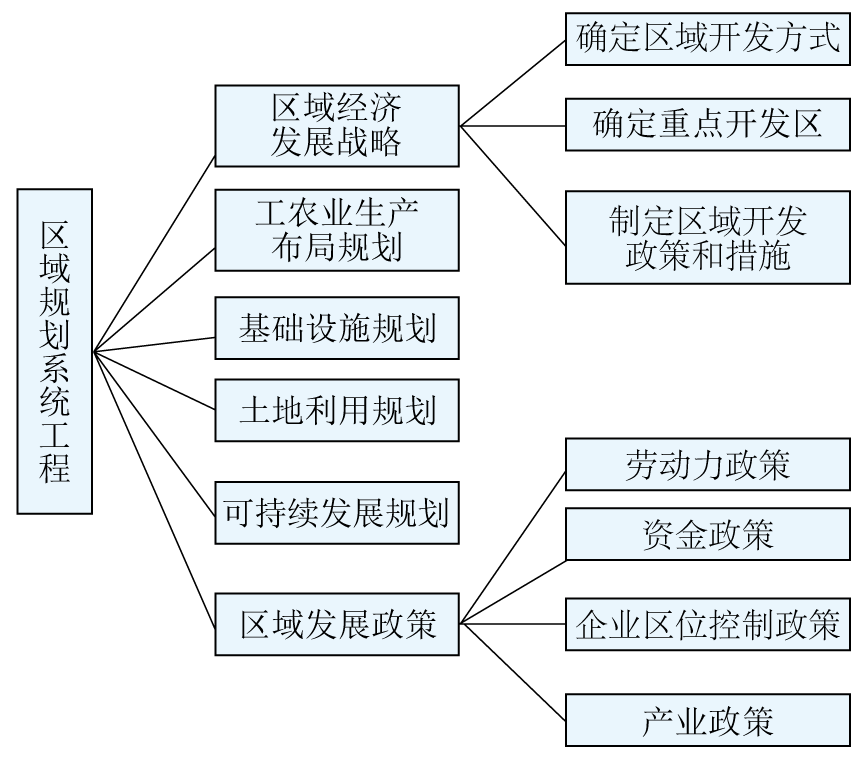 区域规划系统工程
区域经济
发展战略
确定区域开发方式
确定重点开发区
制定区域开发
政策和措施
工农业生产
布局规划
基础设施规划
土地利用规划
可持续发展规划
区域发展政策
劳动力政策
资金政策
企业区位控制政策
产业政策